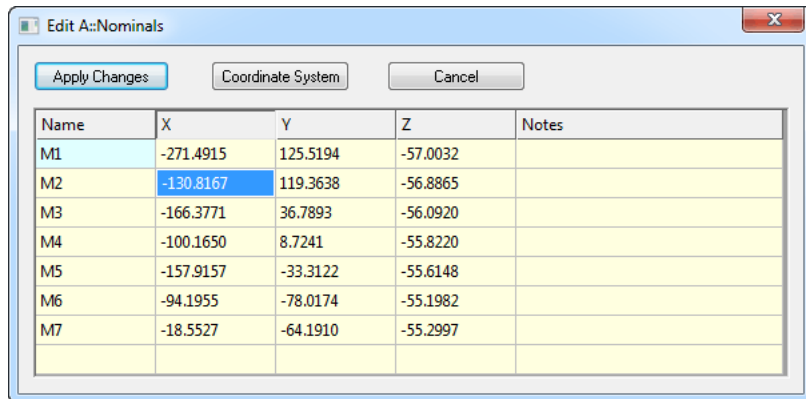 Edit A::Nominals
Apply Changes Coordinate System Cancel
Name X Y Z Notes
M1 -271.4915 125.5194 -57.0032
M2 -130.8167 119.3638 -56.8865
M3 -166.3771 36.7893 -56.0920
M4 -100.1650 8.7241 -55.8220
M5 -157.9157 -33.3122 -55.6148
M6 -94.1955 -78.0174 -55.1982
M7 -18.5527 -64.1910 -55.2997